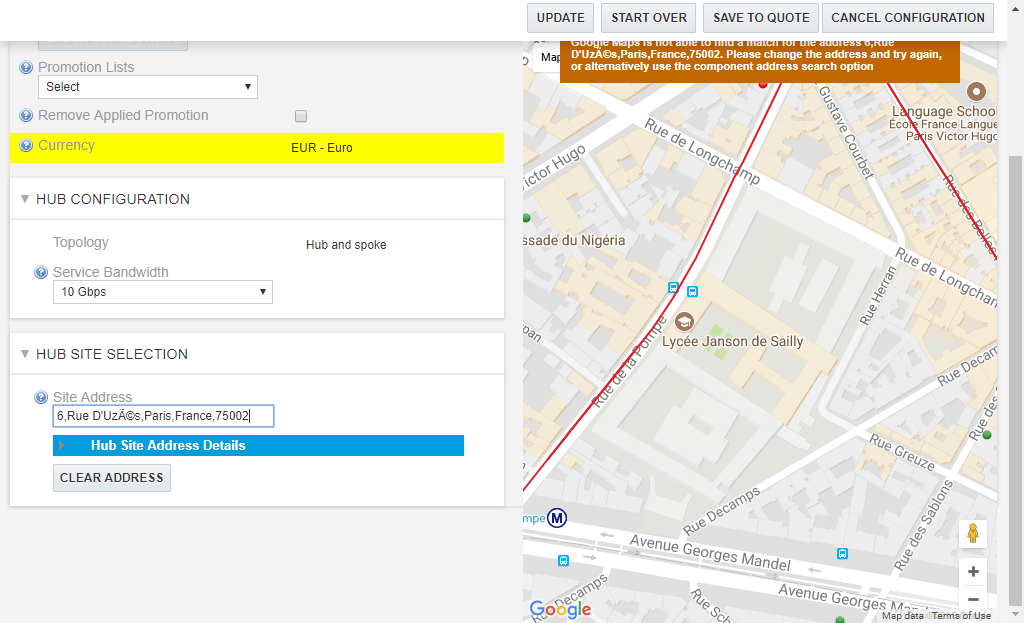 UPDATE
START OVER
SAVE TO QUOTE
CANCEL CONFIGURATION
Promotion Lists
Select
Remove Applied Promotion
Currency
EUR - Euro
HUB CONFIGURATION
Topology
Hub and spoke
Service Bandwidth
10 Gbps
HUB SITE SELECTION
Site Address
6,Rue D'UzÃ©s,Paris,France,75002
Hub Site Address Details
CLEAR ADDRESS
Map
Google Maps is not able to find a match for the address 6,Rue
D'UzÃ©s,Paris,France,75002. Please change the address and try again,
or alternatively use the component address search option
Language School
École France Langue
Paris Victor Hugo
Rue Gustave Courbet
Rue de Longchamp
Victor Hugo
Rue des Belles
ssade du Nigéria
Rue de Longchamp
Rue Herran
Lycée Janson de Sailly
Rue de la Pompe
pan
Rue Decamps
Rue des
Rue Greuze
Rue Decamps
Rue des Sablons
mpe
M
Avenue Georges Mandel
Avenue Georges Mandel
Decamps
Rue Sc
Google
+
−
Map data
Terms of Use